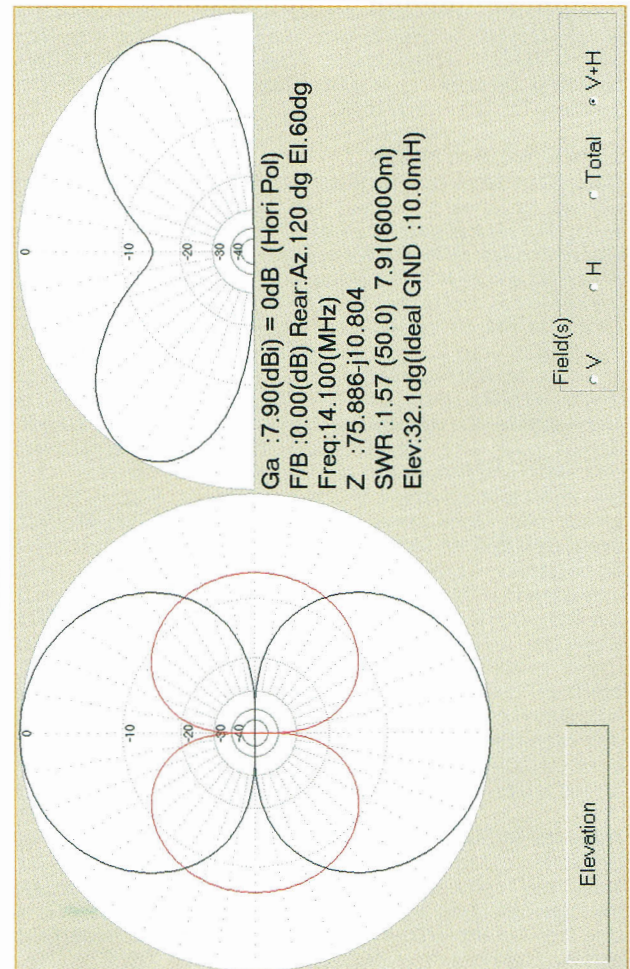 0
-10
-20
-30
-40
0
-10
-20
-30
-40
Ga :7.90(dBi) = 0dB (Hori Pol)
F/B :0.00(dB) Rear:Az.120 dg El.60dg
Freq:14.100(MHz)
Z :75.886-j10.804
SWR :1.57 (50.0) 7.91(600Om)
Elev:32.1dg(Ideal GND :10.0mH)
Elevation
Field(s)
V H Total V+H